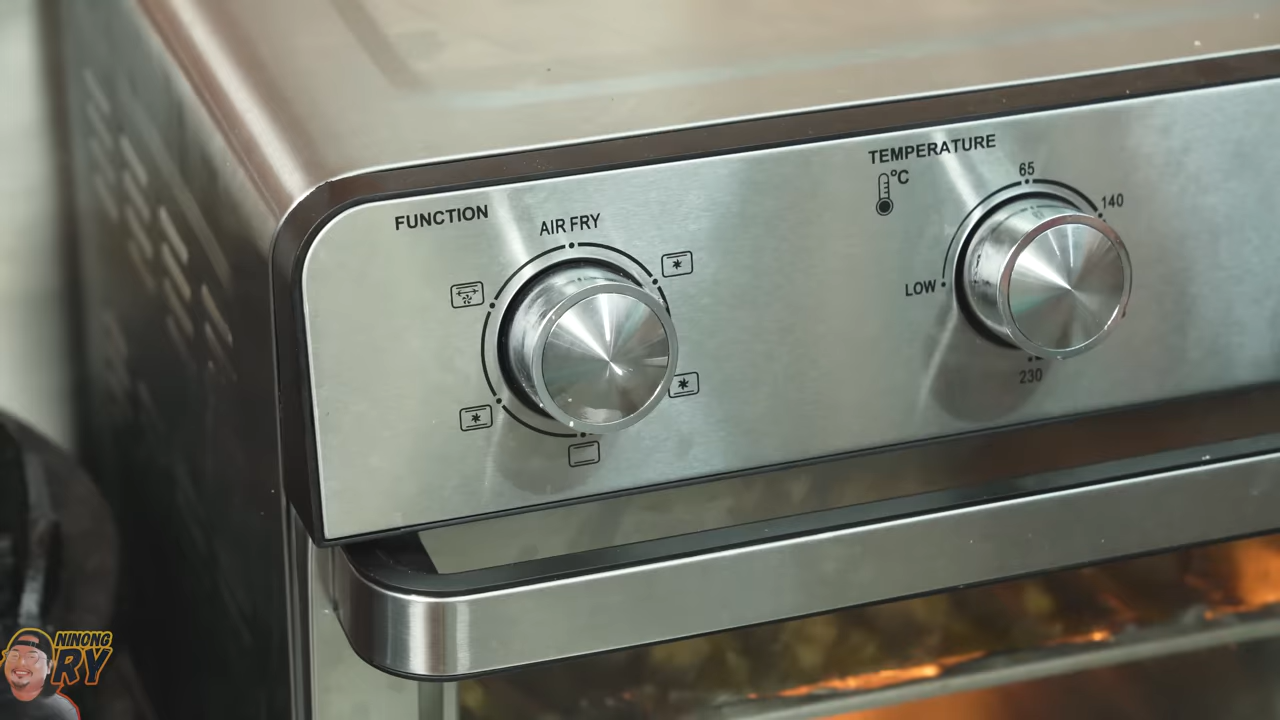 FUNCTION
AIR FRY
TEMPERATURE
°C
65
140
LOW
230
NINONG
RY